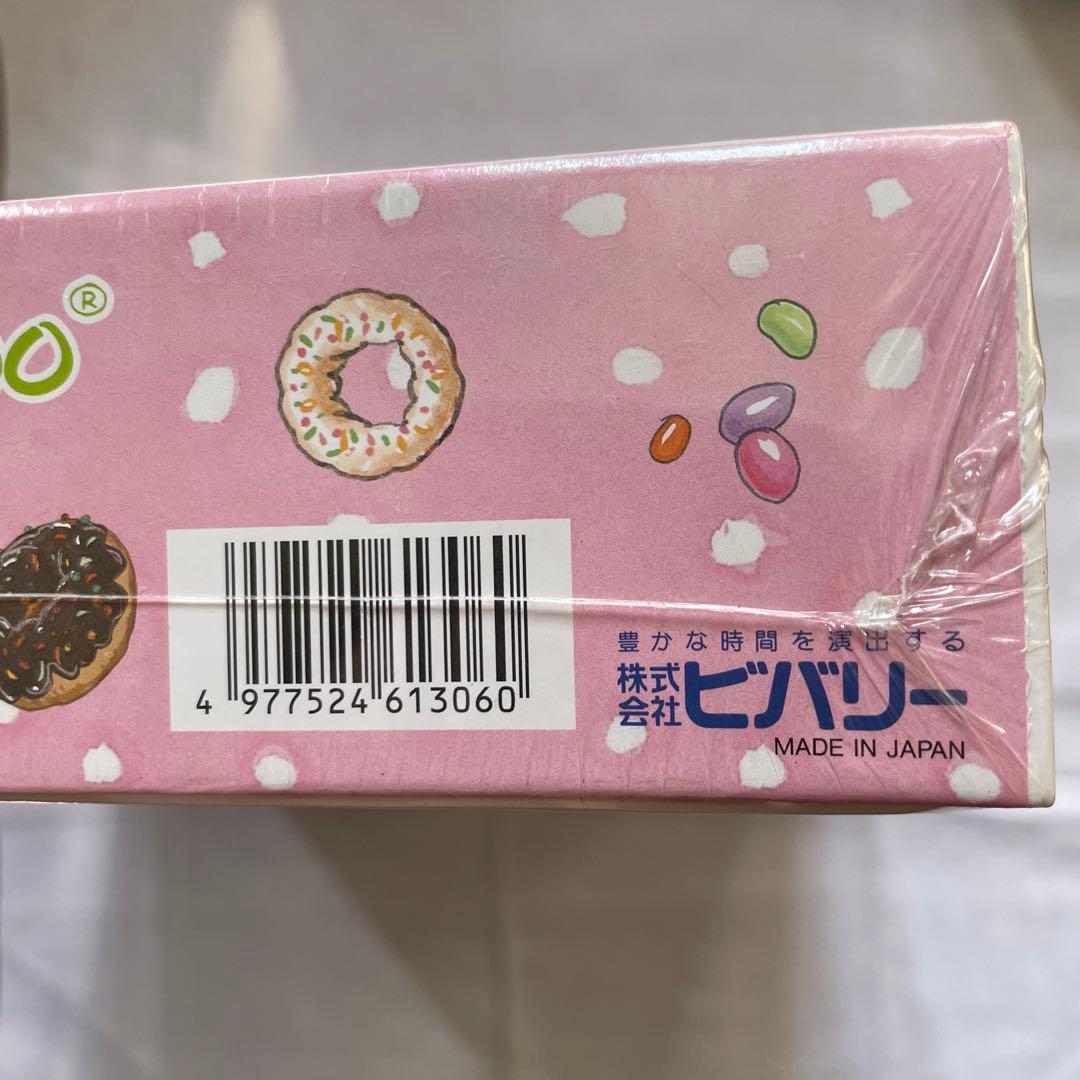 ®
4 977524 613060
豊かな時間を演出する
株式会社ビバリー
MADE IN JAPAN